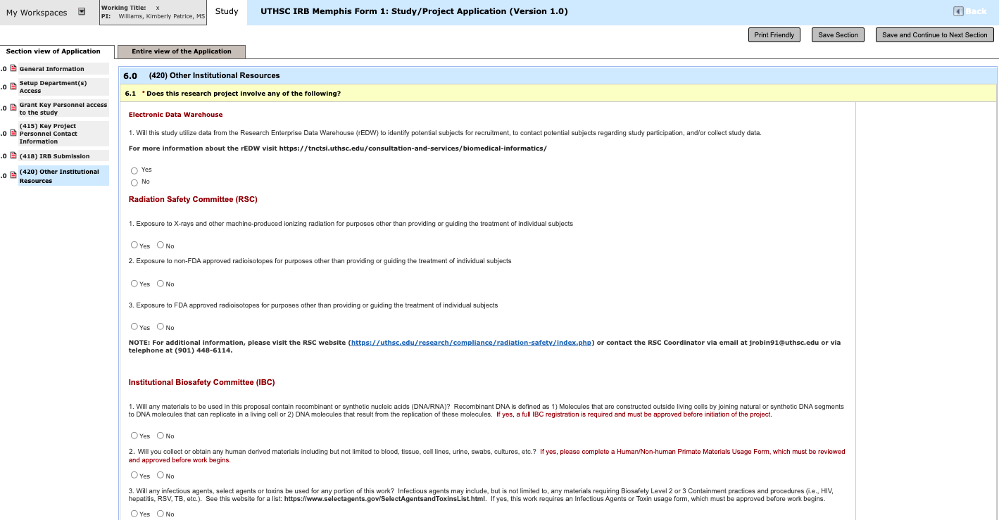 My Workspaces
Working Title: x
PI: Williams, Kimberly Patrice, MS
Study
UTHSC IRB Memphis Form 1: Study/Project Application (Version 1.0)
Back
Print Friendly
Save Section
Save and Continue to Next Section
Section view of Application
Entire view of the Application
.0 General Information
.0 Setup Department(s)
Access
.0 Grant Key Personnel access
to the study
.0 (415) Key Project
Personnel Contact
Information
.0 (418) IRB Submission
.0 (420) Other Institutional
Resources
6.0 (420) Other Institutional Resources
6.1 * Does this research project involve any of the following?
Electronic Data Warehouse
1. Will this study utilize data from the Research Enterprise Data Warehouse (rEDW) to identify potential subjects for recruitment, to contact potential subjects regarding study participation, and/or collect study data.
For more information about the rEDW visit https://tnctsi.uthsc.edu/consultation-and-services/biomedical-informatics/
Yes
No
Radiation Safety Committee (RSC)
1. Exposure to X-rays and other machine-produced ionizing radiation for purposes other than providing or guiding the treatment of individual subjects
Yes No
2. Exposure to non-FDA approved radioisotopes for purposes other than providing or guiding the treatment of individual subjects
Yes No
3. Exposure to FDA approved radioisotopes for purposes other than providing or guiding the treatment of individual subjects
Yes No
NOTE: For additional information, please visit the RSC website (https://uthsc.edu/research/compliance/radiation-safety/index.php) or contact the RSC Coordinator via email at jrobin91@uthsc.edu or via
telephone at (901) 448-6114.
Institutional Biosafety Committee (IBC)
1. Will any materials to be used in this proposal contain recombinant or synthetic nucleic acids (DNA/RNA)? Recombinant DNA is defined as 1) Molecules that are constructed outside living cells by joining natural or synthetic DNA segments
to DNA molecules that can replicate in a living cell or 2) DNA molecules that result from the replication of these molecules. If yes, a full IBC registration is required and must be approved before initiation of the project.
Yes No
2. Will you collect or obtain any human derived materials including but not limited to blood, tissue, cell lines, urine, swabs, cultures, etc.? If yes, please complete a Human/Non-human Primate Materials Usage Form, which must be reviewed
and approved before work begins.
Yes No
3. Will any infectious agents, select agents or toxins be used for any portion of this work? Infectious agents may include, but is not limited to, any materials requiring Biosafety Level 2 or 3 Containment practices and procedures (i.e., HIV,
hepatitis, RSV, TB, etc.). See this website for a list: https://www.selectagents.gov/SelectAgentsandToxinsList.html. If yes, this work requires an Infectious Agents or Toxin usage form, which must be approved before work begins.
Yes No